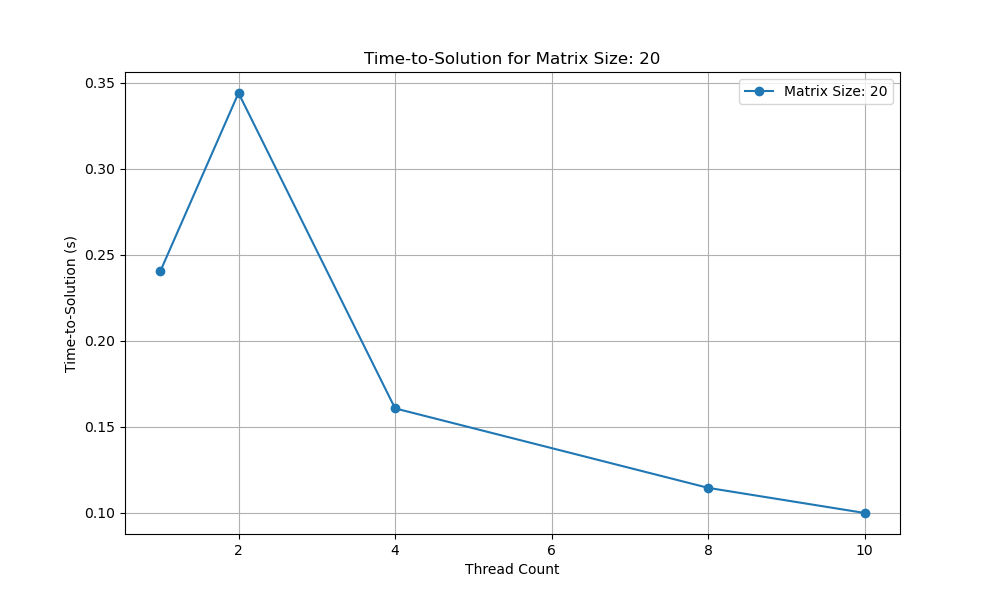 Time-to-Solution for Matrix Size: 20
Matrix Size: 20
Time-to-Solution (s)
0.35
0.30
0.25
0.20
0.15
0.10
2 4 6 8 10
Thread Count